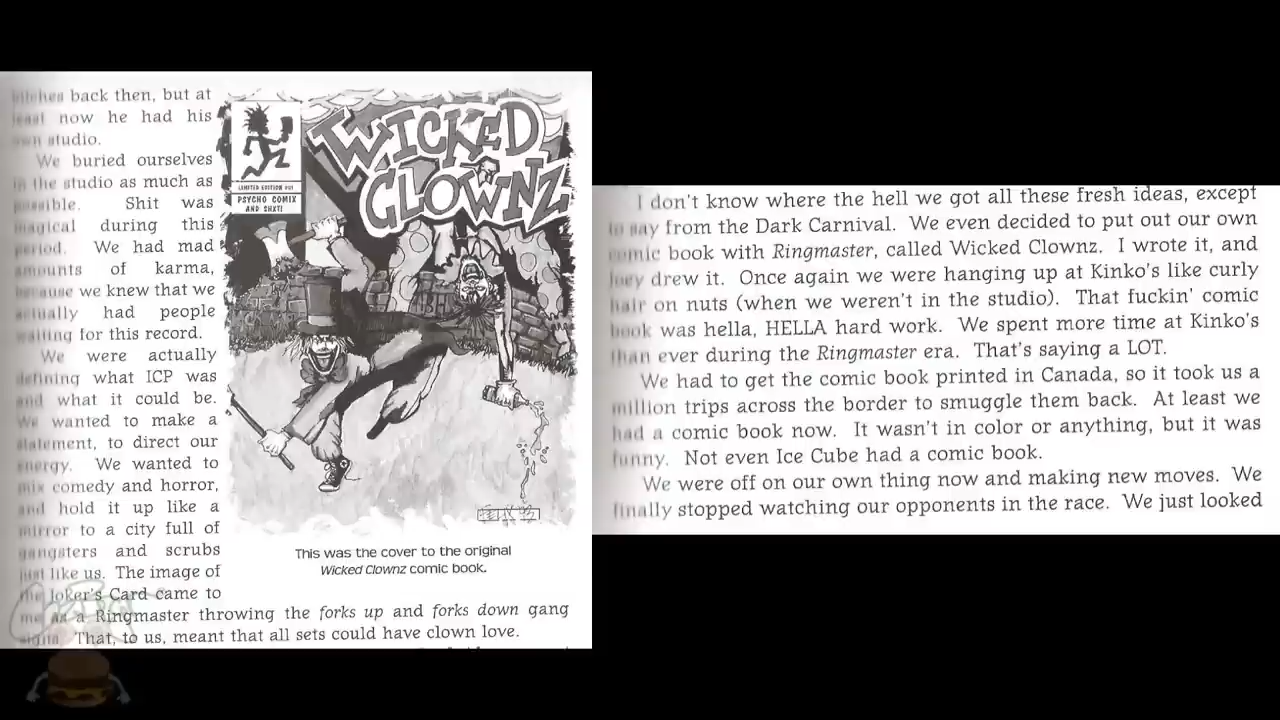 bitches back then, but at
least now he had his
own studio.
We buried ourselves
in the studio as much as
possible. Shit was
magical during this
period. We had mad
amounts of karma,
because we knew that we
actually had people
waiting for this record.
We were actually
defining what ICP was
and what it could be.
We wanted to make a
statement, to direct our
energy. We wanted to
mix comedy and horror,
and hold it up like a
mirror to a city full of
gangsters and scrubs
just like us. The image of
the Joker's Card came to
me as a Ringmaster throwing the forks up and forks down gang
signs. That, to us, meant that all sets could have clown love.
LIMITED EDITION #01
PSYCHO COMIX
AND SHXT!
WICKED
CLOWNZ
This was the cover to the original
Wicked Clownz comic book.
I don't know where the hell we got all these fresh ideas, except
to say from the Dark Carnival. We even decided to put out our own
comic book with Ringmaster, called Wicked Clownz. I wrote it, and
Joey drew it. Once again we were hanging up at Kinko's like curly
hair on nuts (when we weren't in the studio). That fuckin' comic
book was hella, HELLA hard work. We spent more time at Kinko's
than ever during the Ringmaster era. That's saying a LOT.
We had to get the comic book printed in Canada, so it took us a
million trips across the border to smuggle them back. At least we
had a comic book now. It wasn't in color or anything, but it was
funny. Not even Ice Cube had a comic book.
We were off on our own thing now and making new moves. We
finally stopped watching our opponents in the race. We just looked